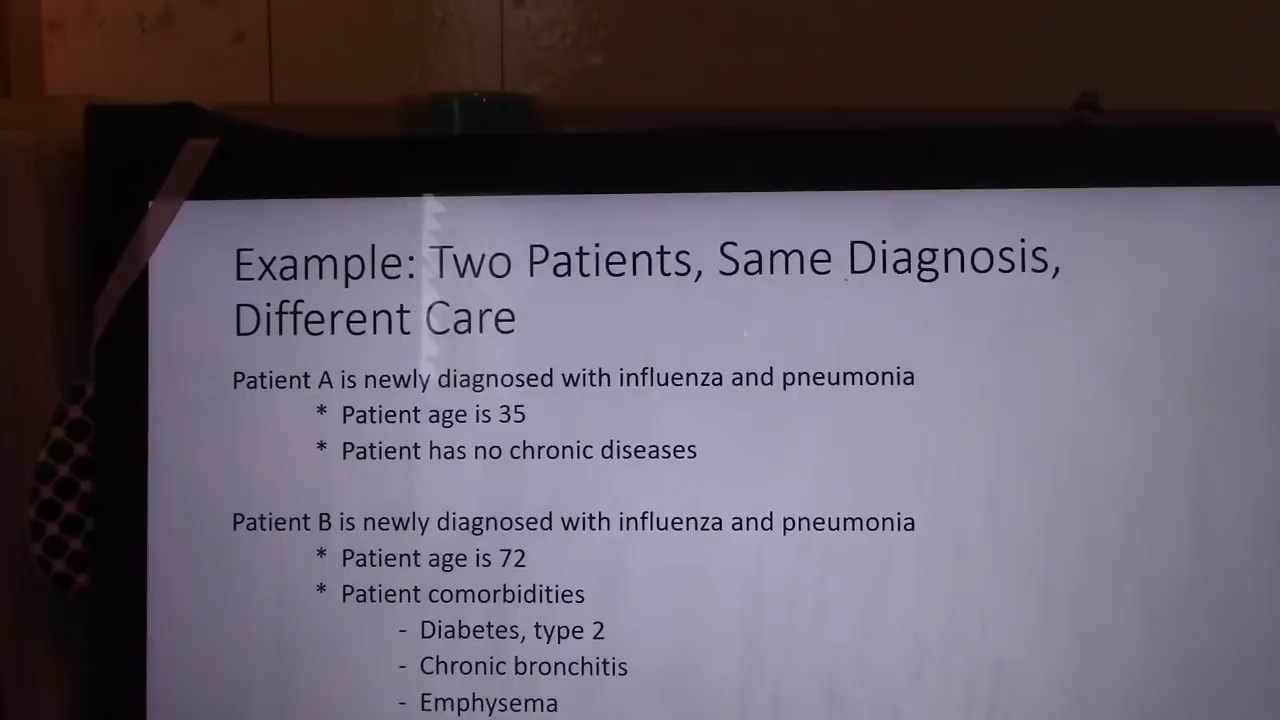 Example: Two Patients, Same Diagnosis,
Different Care
Patient A is newly diagnosed with influenza and pneumonia
* Patient age is 35
* Patient has no chronic diseases
Patient B is newly diagnosed with influenza and pneumonia
* Patient age is 72
* Patient comorbidities
- Diabetes, type 2
- Chronic bronchitis
- Emphysema